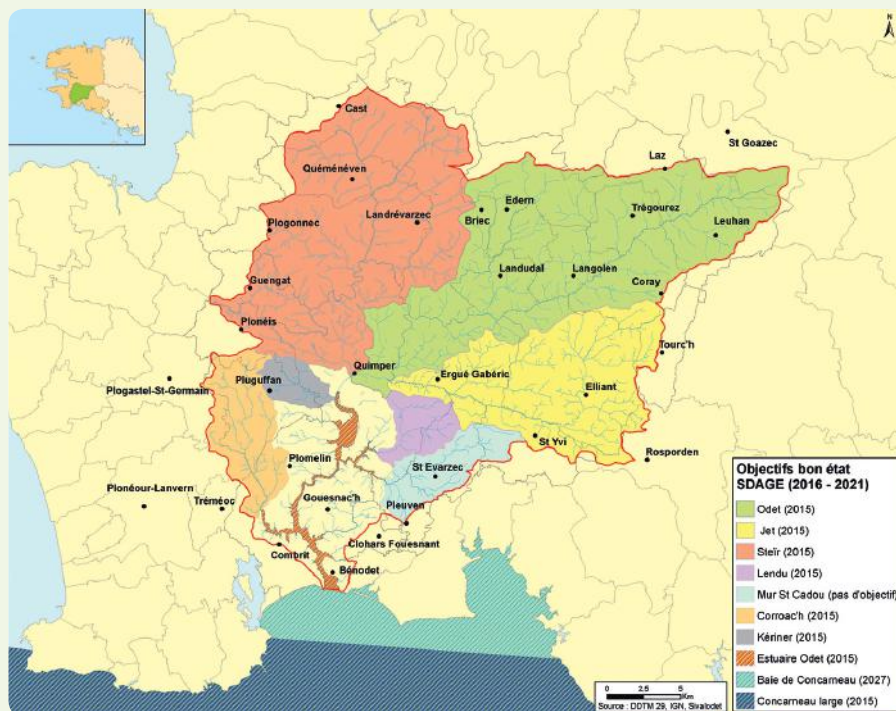 N
Cast
St Goazec
Laz
Quéménéven
Edern
Trégourez
Landrévarzec
Briec
Plogonnec
Leuhan
Landudal
Langolen
Guengat
Coray
Plonéis
Tourc'h
Quimper
Ergué Gabéric
Plogastel-St-Germain
Pluguffan
Elliant
St Yvi
Rosporden
Plomelin
St Evarzec
Plonéour-Lanvern
Tréméoc
Gouesnac'h
Pleuven
Clohars Fouesnant
Combrit
Bénodet
Objectifs bon état
SDAGE (2016 - 2021)
Odet (2015)
Jet (2015)
Steïr (2015)
Lendu (2015)
Mur St Cadou (pas d'objectif)
Corroac'h (2015)
Kériner (2015)
Estuaire Odet (2015)
Baie de Concarneau (2027)
Concarneau large (2015)
0 2.5 5
Km
Source : DDTM 29, IGN, Sivalodet